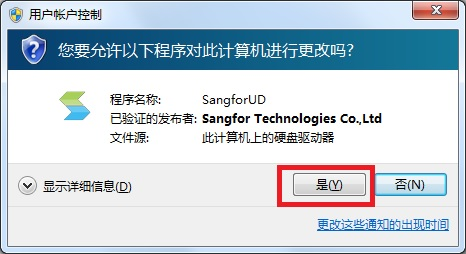 用户帐户控制
您要允许以下程序对此计算机进行更改吗？
程序名称: SangforUD
已验证的发布者: Sangfor Technologies Co.,Ltd
文件源: 此计算机上的硬盘驱动器
显示详细信息(D)
是(Y)
否(N)
更改这些通知的出现时间